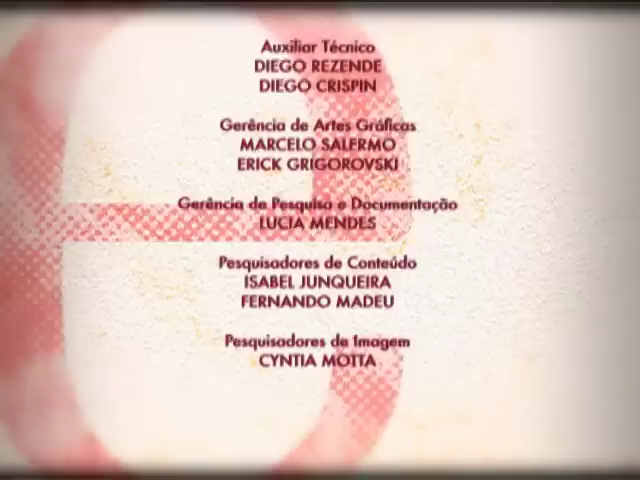 Auxiliar Técnico
DIEGO REZENDE
DIEGO CRISPIN
Gerência de Artes Gráficas
MARCELO SALERMO
ERICK GRIGOROVSKI
Gerência de Pesquisa e Documentação
LUCIA MENDES
Pesquisadores de Conteúdo
ISABEL JUNQUEIRA
FERNANDO MADEU
Pesquisadores de Imagem
CYNTIA MOTTA